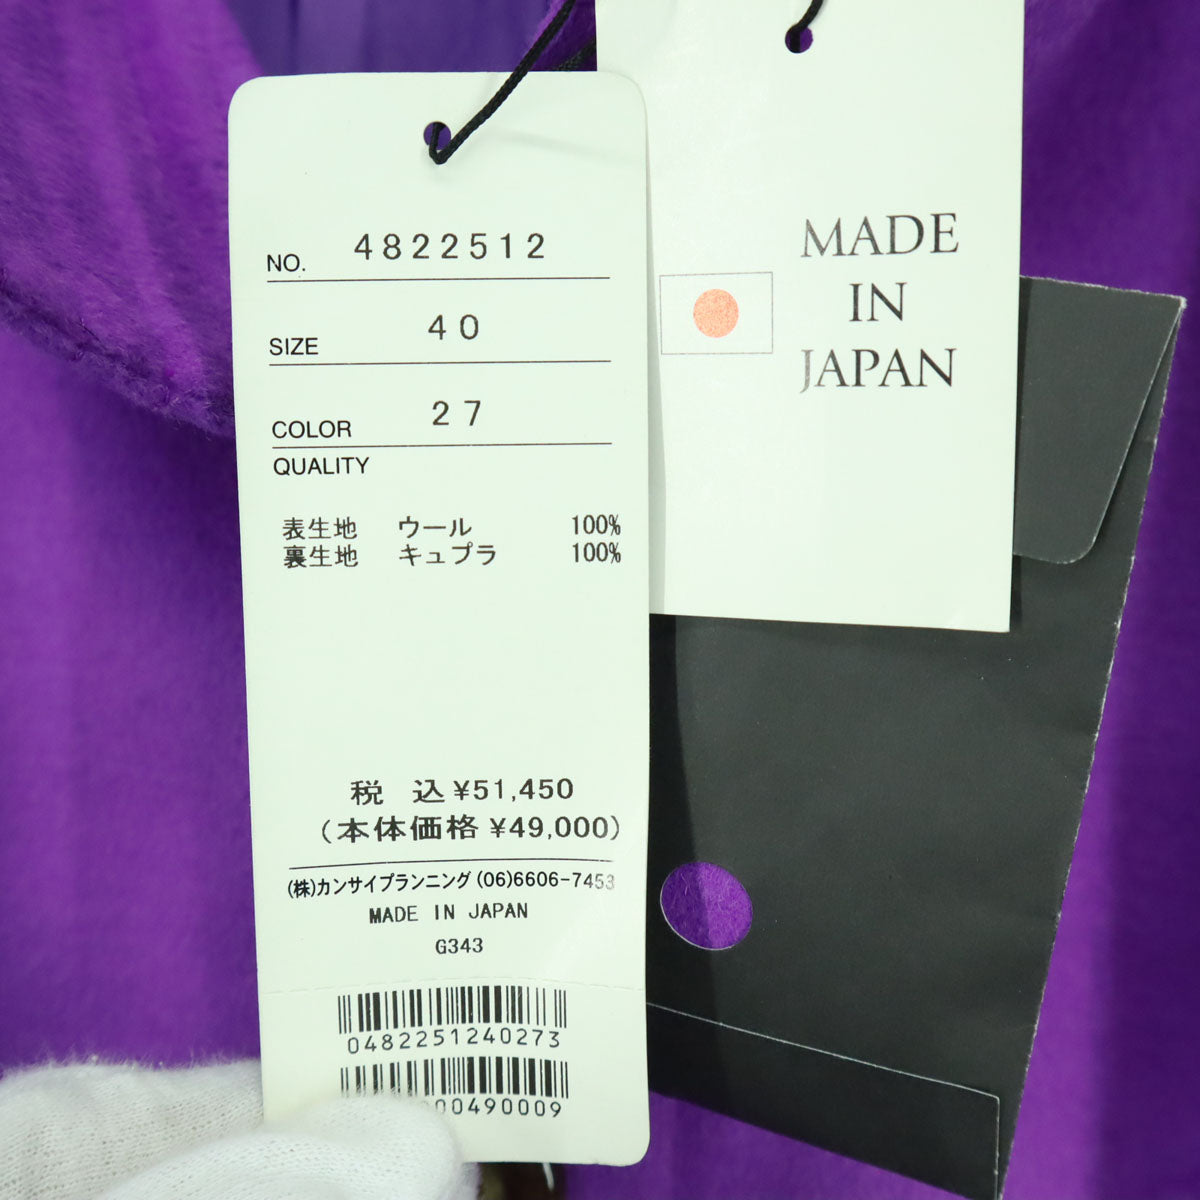 NO. 4822512
SIZE 40
COLOR 27
QUALITY
表生地 ウール 100%
裏生地 キュプラ 100%
税 込 ¥51,450
(本体価格 ¥49,000)
(株)カンサイプランニング (06)6606-7453
MADE IN JAPAN
G343
0482251240273
00490009
MADE
IN
JAPAN